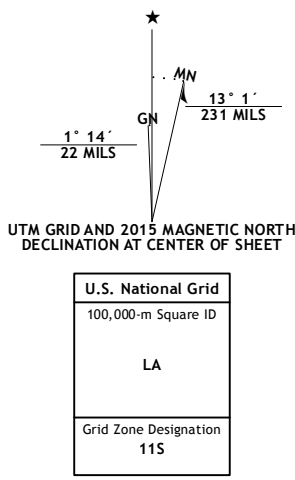 MN
GN
13° 1´
231 MILS
1° 14´
22 MILS
UTM GRID AND 2015 MAGNETIC NORTH
DECLINATION AT CENTER OF SHEET
U.S. National Grid
100,000-m Square ID
LA
Grid Zone Designation
11S